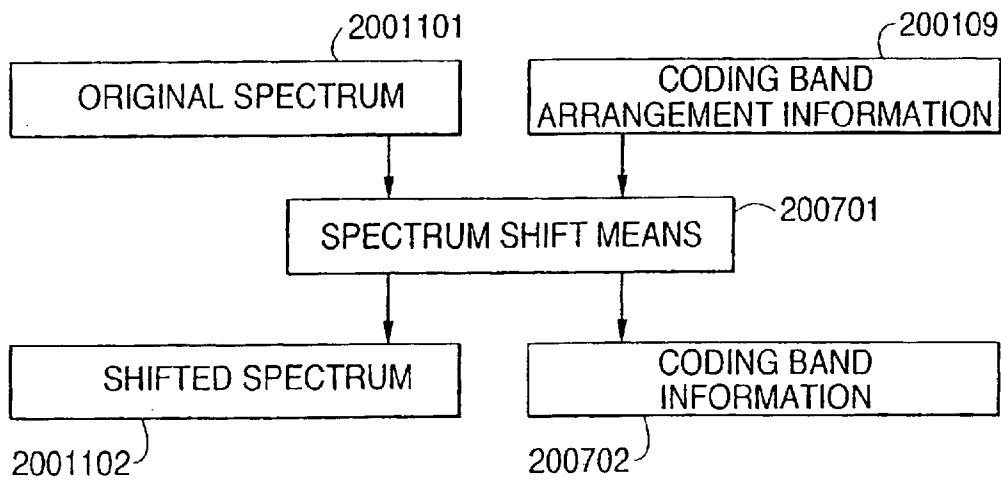 2001101
200109
ORIGINAL SPECTRUM
CODING BAND
ARRANGEMENT INFORMATION
SPECTRUM SHIFT MEANS
200701
SHIFTED SPECTRUM
CODING BAND
INFORMATION
2001102
200702